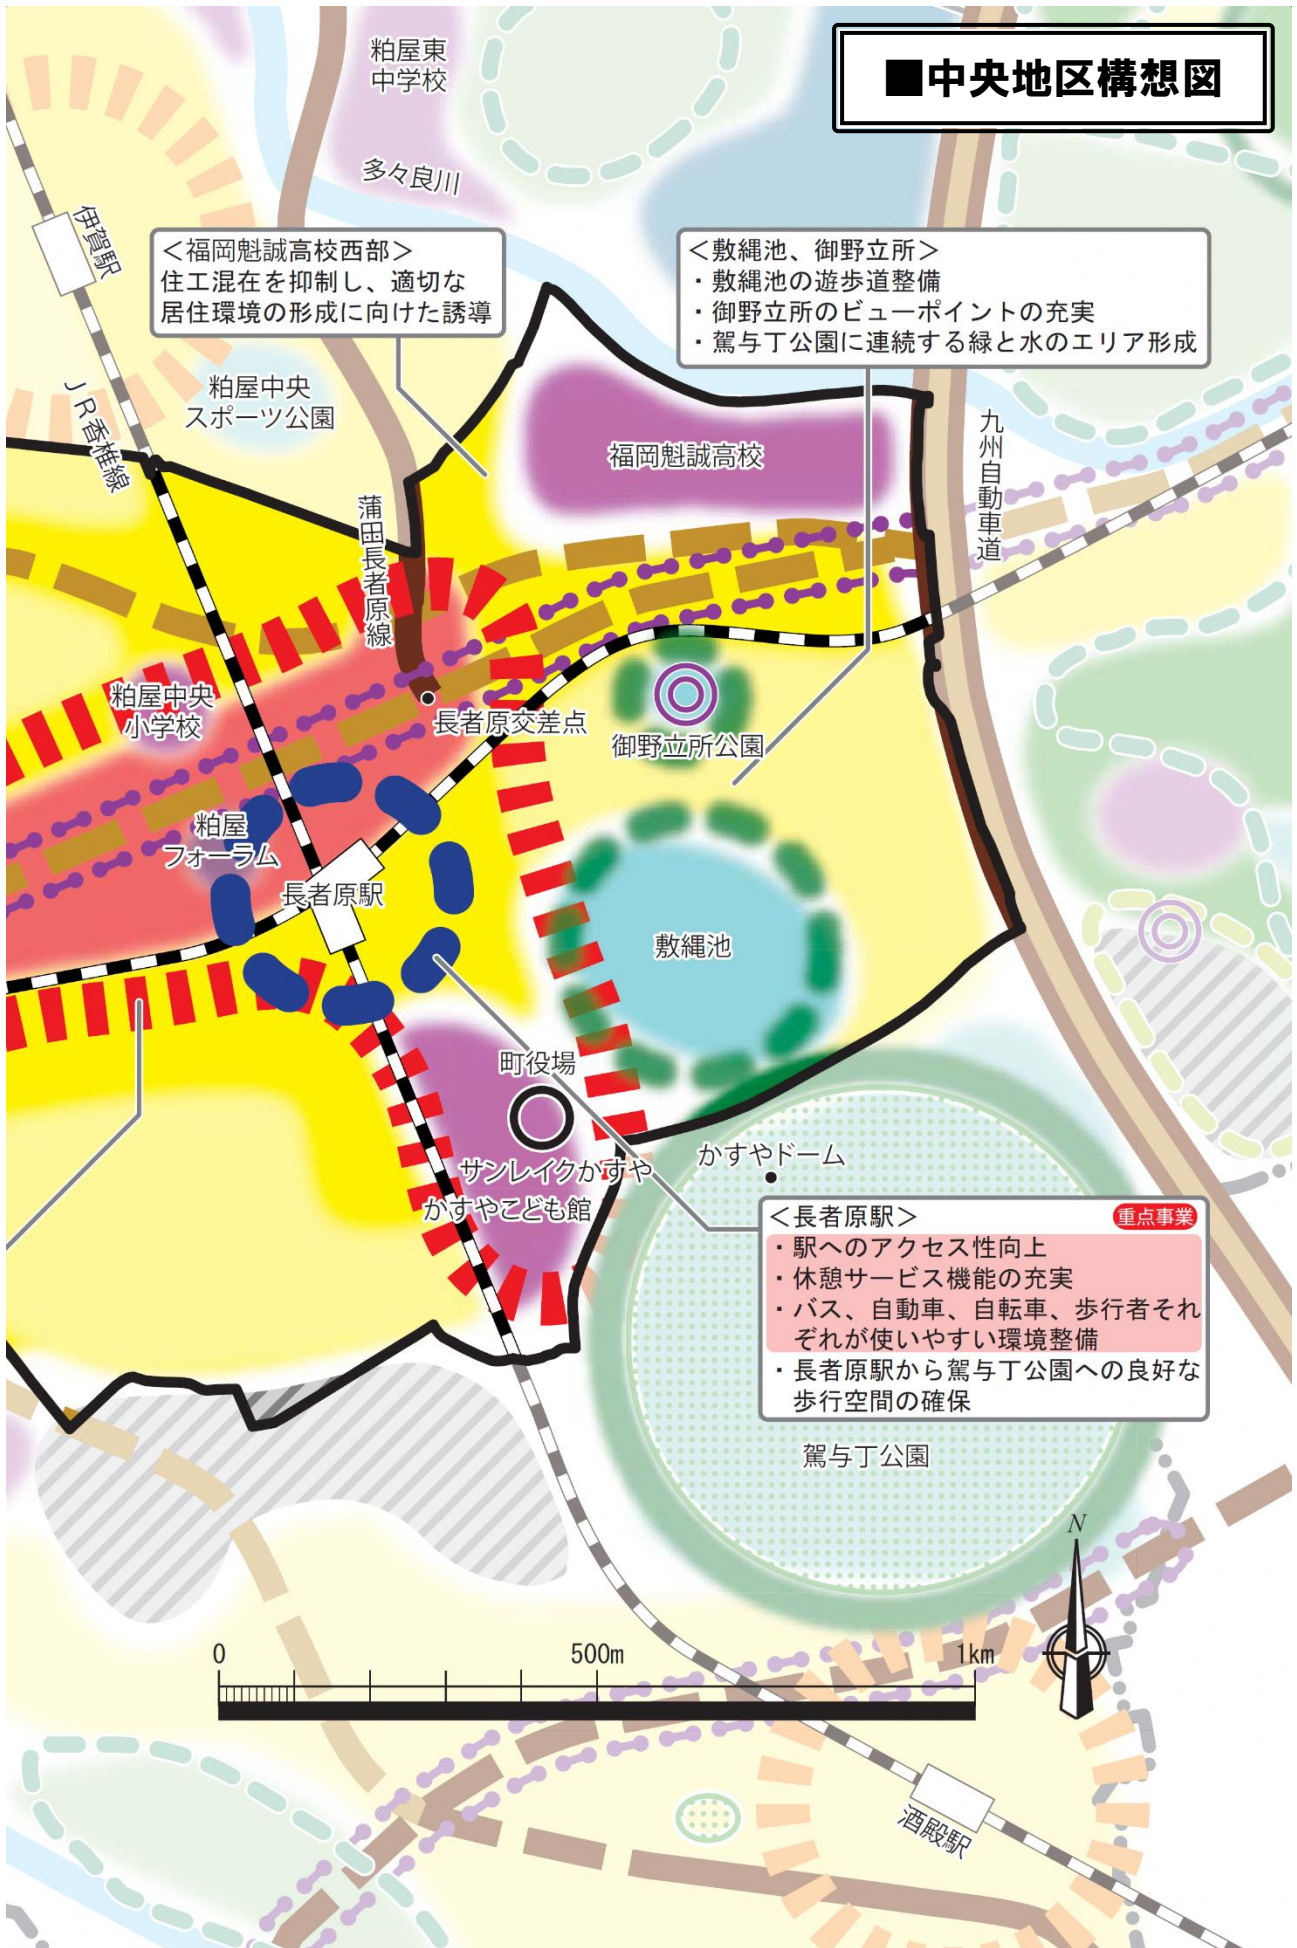 ■中央地区構想図
粕屋東
中学校
多々良川
伊賀駅
＜福岡魁誠高校西部＞
住工混在を抑制し、適切な
居住環境の形成に向けた誘導
＜敷縄池、御野立所＞
・敷縄池の遊歩道整備
・御野立所のビューポイントの充実
・駕与丁公園に連続する緑と水のエリア形成
粕屋中央
スポーツ公園
ＪＲ香椎線
福岡魁誠高校
九州自動車道
蒲田長者原線
粕屋中央
小学校
長者原交差点
御野立所公園
粕屋
フォーラム
長者原駅
敷縄池
町役場
サンレイクかすや
かすやこども館
かすやドーム
＜長者原駅＞
重点事業
・駅へのアクセス性向上
・休憩サービス機能の充実
・バス、自動車、自転車、歩行者それ
ぞれが使いやすい環境整備
・長者原駅から駕与丁公園への良好な
歩行空間の確保
駕与丁公園
N
0
500m
1km
酒殿駅